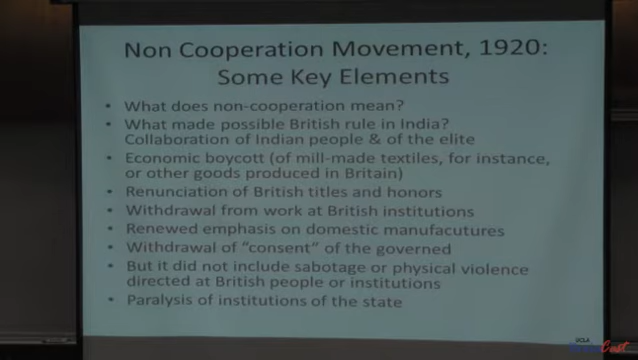 Non Cooperation Movement, 1920:
Some Key Elements
• What does non-cooperation mean?
• What made possible British rule in India?
Collaboration of Indian people & of the elite
• Economic boycott (of mill-made textiles, for instance,
or other goods produced in Britain)
• Renunciation of British titles and honors
• Withdrawal from work at British institutions
• Renewed emphasis on domestic manufacutures
• Withdrawal of “consent” of the governed
• But it did not include sabotage or physical violence
directed at British people or institutions
• Paralysis of institutions of the state
UCLA